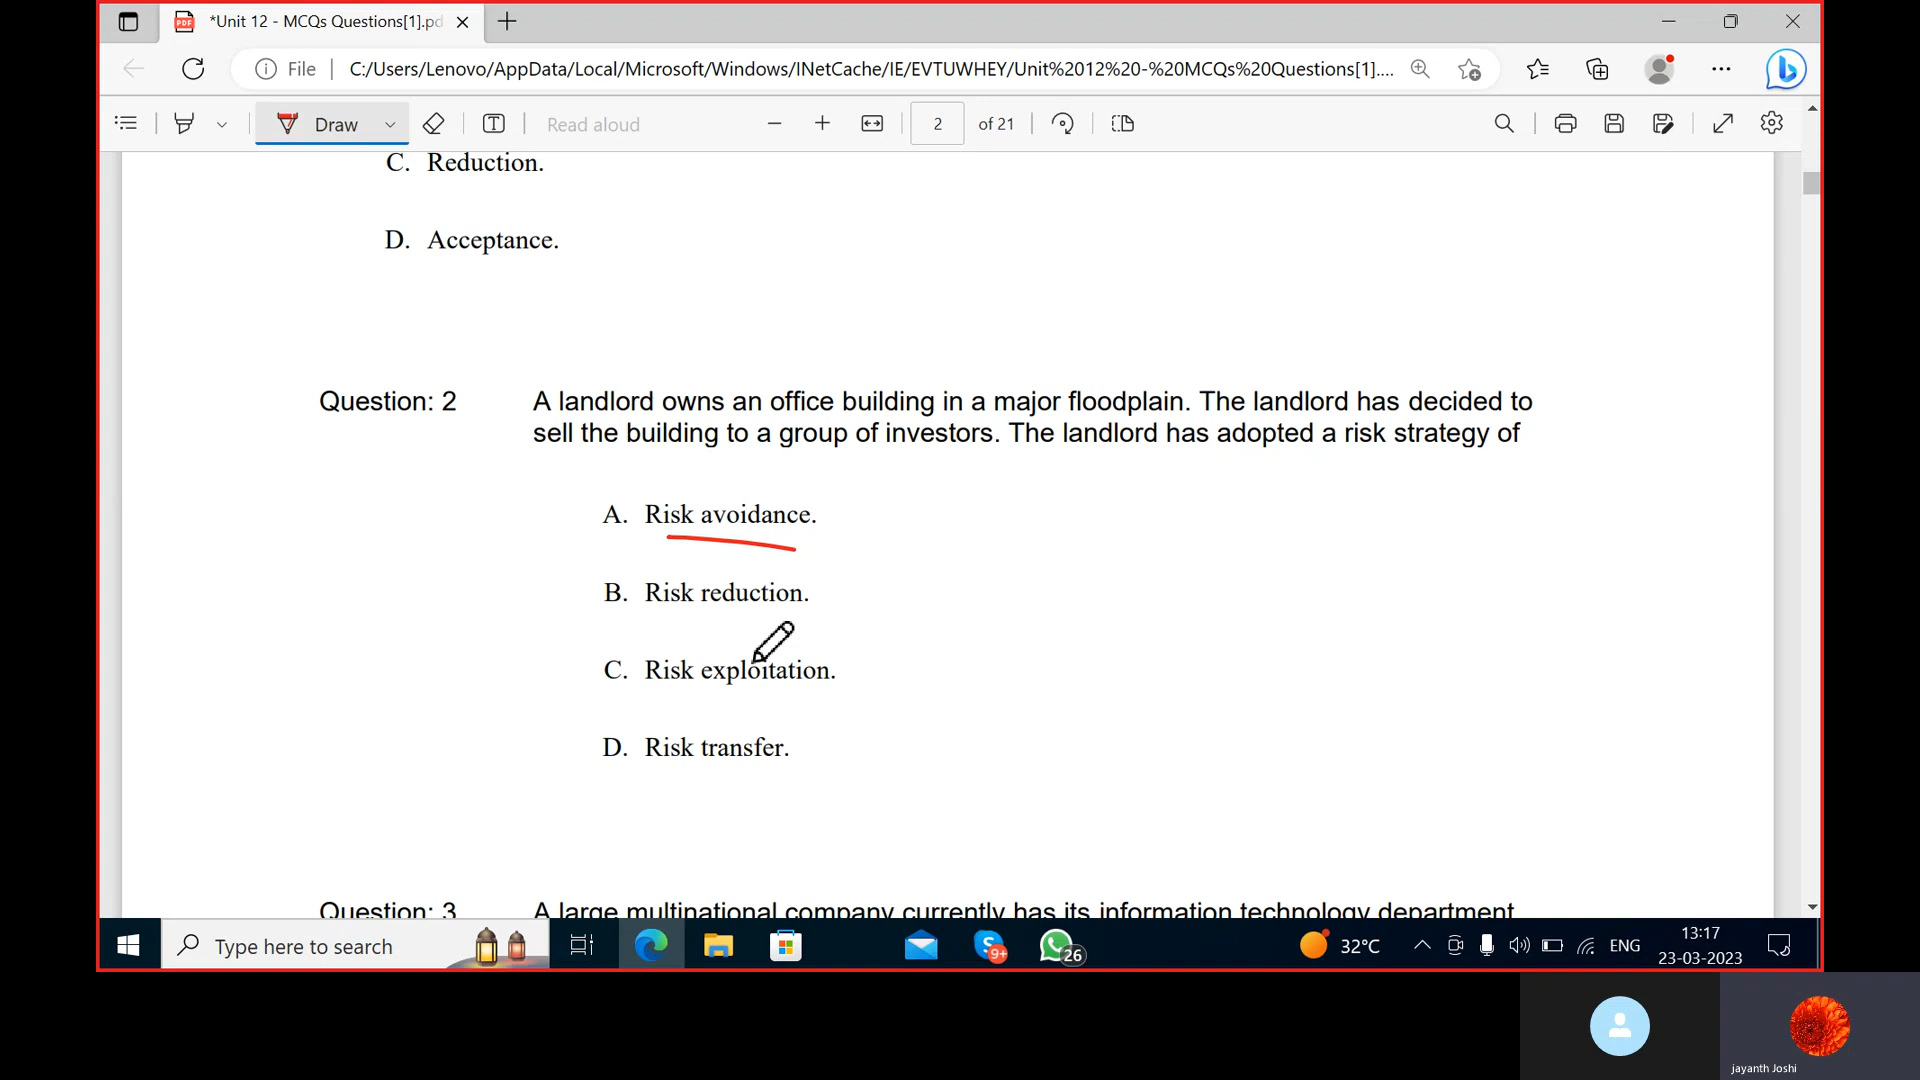 *Unit 12 - MCQs Questions[1].pd
File
C:/Users/Lenovo/AppData/Local/Microsoft/Windows/INetCache/IE/EVTUWHEY/Unit%2012%20-%20MCQs%20Questions[1]....
Draw
Read aloud
2 of 21
C. Reduction.
D. Acceptance.
Question: 2
A landlord owns an office building in a major floodplain. The landlord has decided to
sell the building to a group of investors. The landlord has adopted a risk strategy of
A. Risk avoidance.
B. Risk reduction.
C. Risk exploitation.
D. Risk transfer.
Question: 3
A large multinational company currently has its information technology department
Type here to search
9+
26
32°C
ENG
13:17
23-03-2023
jayanth Joshi